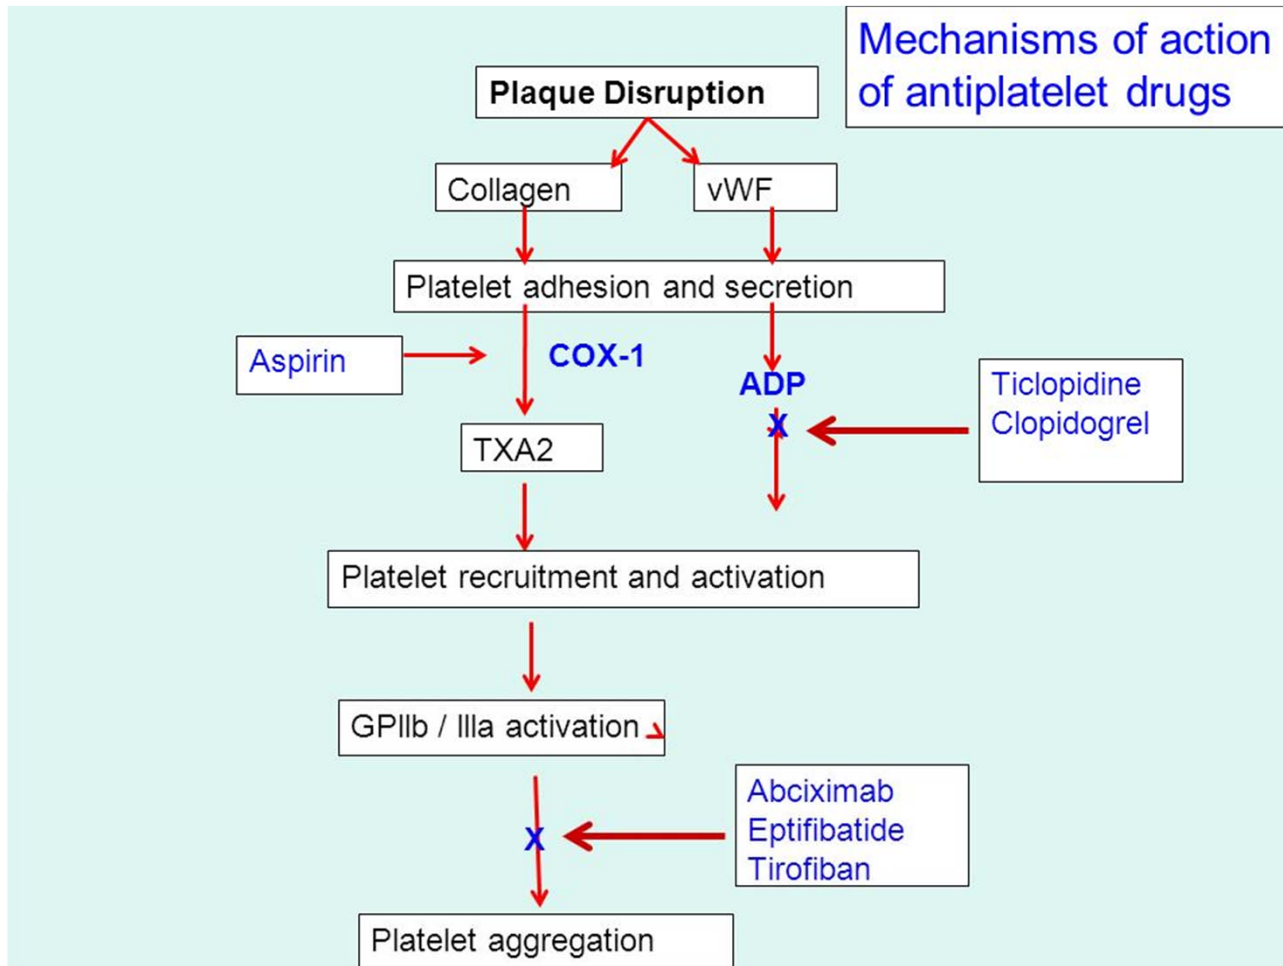 Mechanisms of action
of antiplatelet drugs
Plaque Disruption
Collagen
vWF
Platelet adhesion and secretion
Aspirin
COX-1
ADP
Ticlopidine
Clopidogrel
X
TXA2
Platelet recruitment and activation
GPIIb / IIIa activation
Abciximab
Eptifibatide
Tirofiban
X
Platelet aggregation